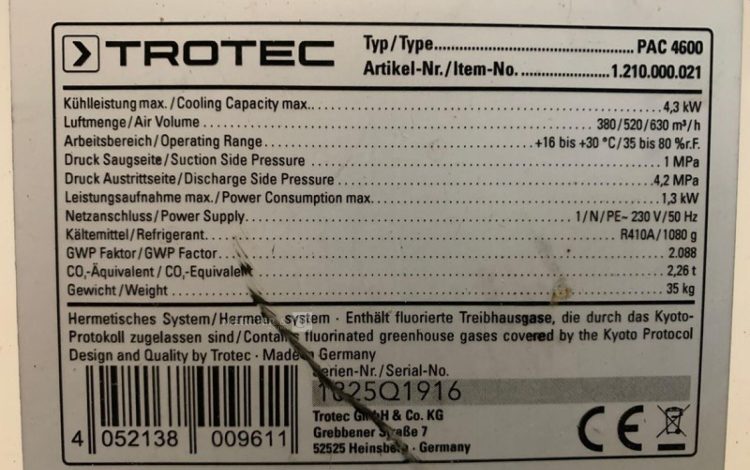 TROTEC
Typ/Type.......... PAC 4600
Artikel-Nr./Item-No. .......... 1.210.000.021
Kühlleistung max./Cooling Capacity max. .......... 4,3 kW
Luftmenge/Air Volume .......... 380/520/630 m³/h
Arbeitsbereich/Operating Range .......... +16 bis +30 °C/35 bis 80 %r.F.
Druck Saugseite/Suction Side Pressure .......... 1 MPa
Druck Austrittseite/Discharge Side Pressure .......... 4,2 MPa
Leistungsaufnahme max./Power Consumption max. .......... 1,3 kW
Netzanschluss/Power Supply .......... 1/N/PE~ 230 V/50 Hz
Kältemittel/Refrigerant .......... R410A/1080 g
GWP Faktor/GWP Factor .......... 2.088
CO₂-Äquivalent/CO₂-Equivalent .......... 2,26 t
Gewicht/Weight .......... 35 kg
Hermetisches System/Hermetic system · Enthält fluorierte Treibhausgase, die durch das Kyoto-
Protokoll zugelassen sind/Contains fluorinated greenhouse gases covered by the Kyoto Protocol
Design and Quality by Trotec · Made in Germany
Serien-Nr./Serial-No.
1825Q1916
Trotec GmbH & Co. KG
Grebbener Straße 7
52525 Heinsberg · Germany
4 052138 009611
CE